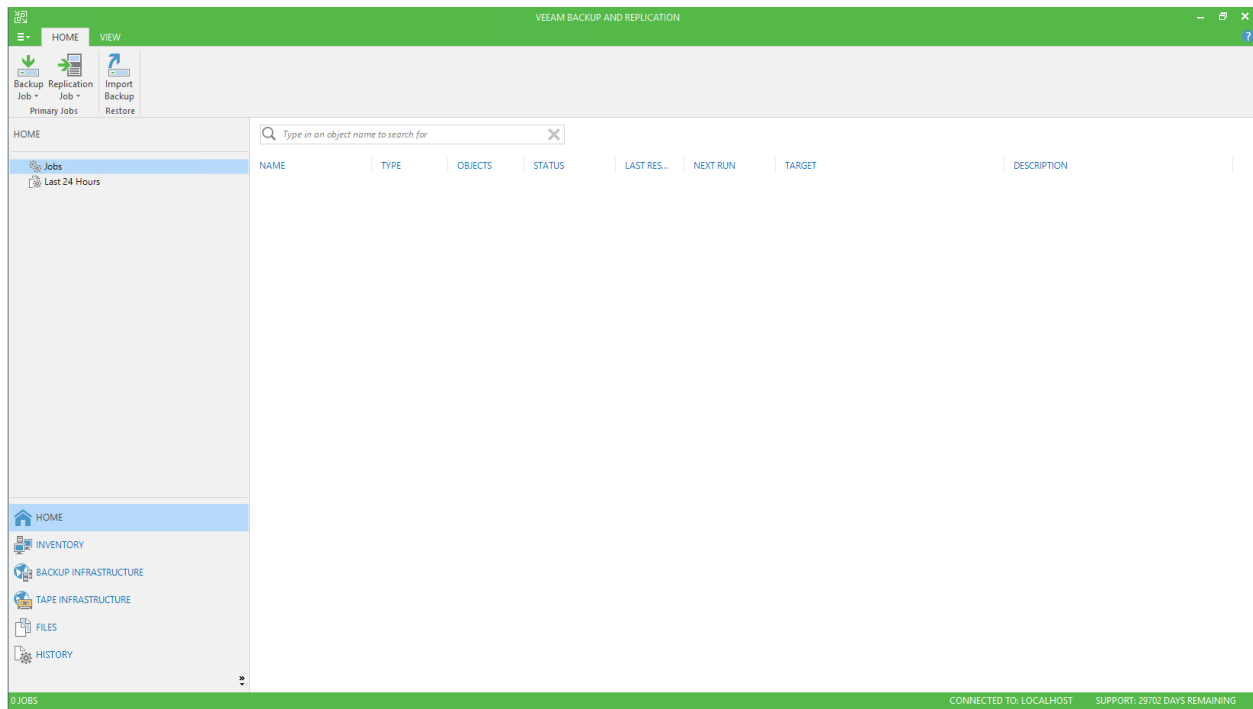 VEEAM BACKUP AND REPLICATION
HOME VIEW
?
Backup Job Replication Job Import Backup
Primary Jobs Restore
HOME
Type in an object name to search for
Jobs
Last 24 Hours
NAME TYPE OBJECTS STATUS LAST RES... NEXT RUN TARGET DESCRIPTION
HOME
INVENTORY
BACKUP INFRASTRUCTURE
TAPE INFRASTRUCTURE
FILES
HISTORY
0 JOBS CONNECTED TO: LOCALHOST SUPPORT: 29702 DAYS REMAINING